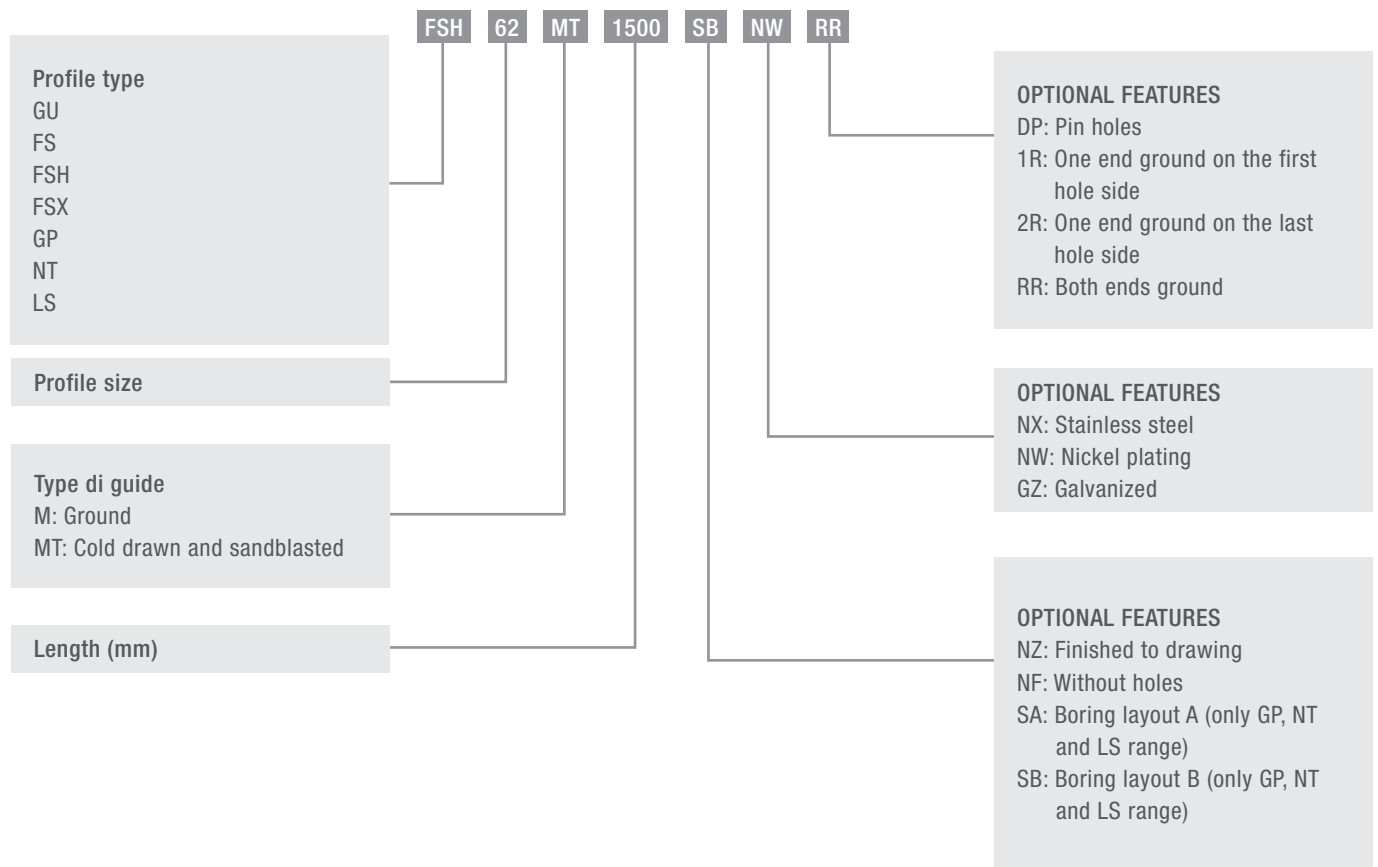 FSH 62 MT 1500 SB NW RR
Profile type
GU
FS
FSH
FSX
GP
NT
LS
Profile size
Type di guide
M: Ground
MT: Cold drawn and sandblasted
Length (mm)
OPTIONAL FEATURES
DP: Pin holes
1R: One end ground on the first
hole side
2R: One end ground on the last
hole side
RR: Both ends ground
OPTIONAL FEATURES
NX: Stainless steel
NW: Nickel plating
GZ: Galvanized
OPTIONAL FEATURES
NZ: Finished to drawing
NF: Without holes
SA: Boring layout A (only GP, NT
and LS range)
SB: Boring layout B (only GP, NT
and LS range)